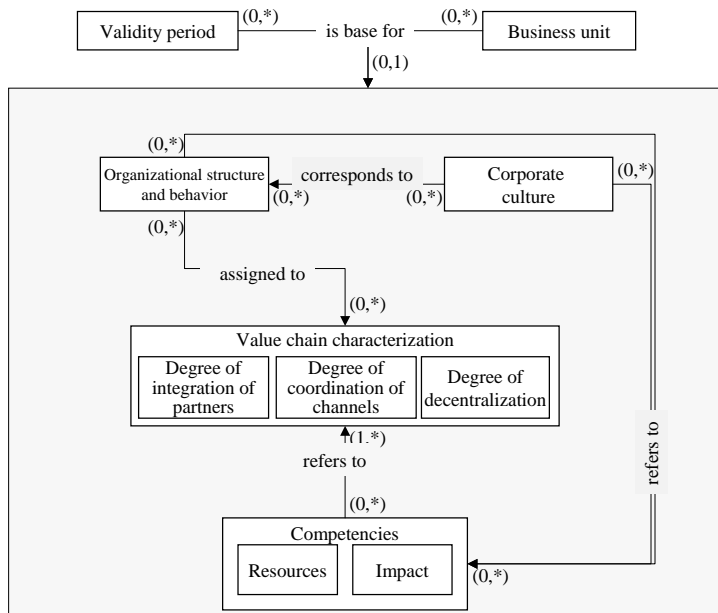 (0,*)
(0,*)
Validity period
is base for
Business unit
(0,1)
(0,*)
Organizational structure
and behavior
corresponds to
Corporate
culture
(0,*)
(0,*)
(0,*)
(0,*)
assigned to
(0,*)
Value chain characterization
Degree of
integration of
partners
Degree of
coordination of
channels
Degree of
decentralization
(1,*)
refers to
refers to
(0,*)
Competencies
Resources
Impact
(0,*)